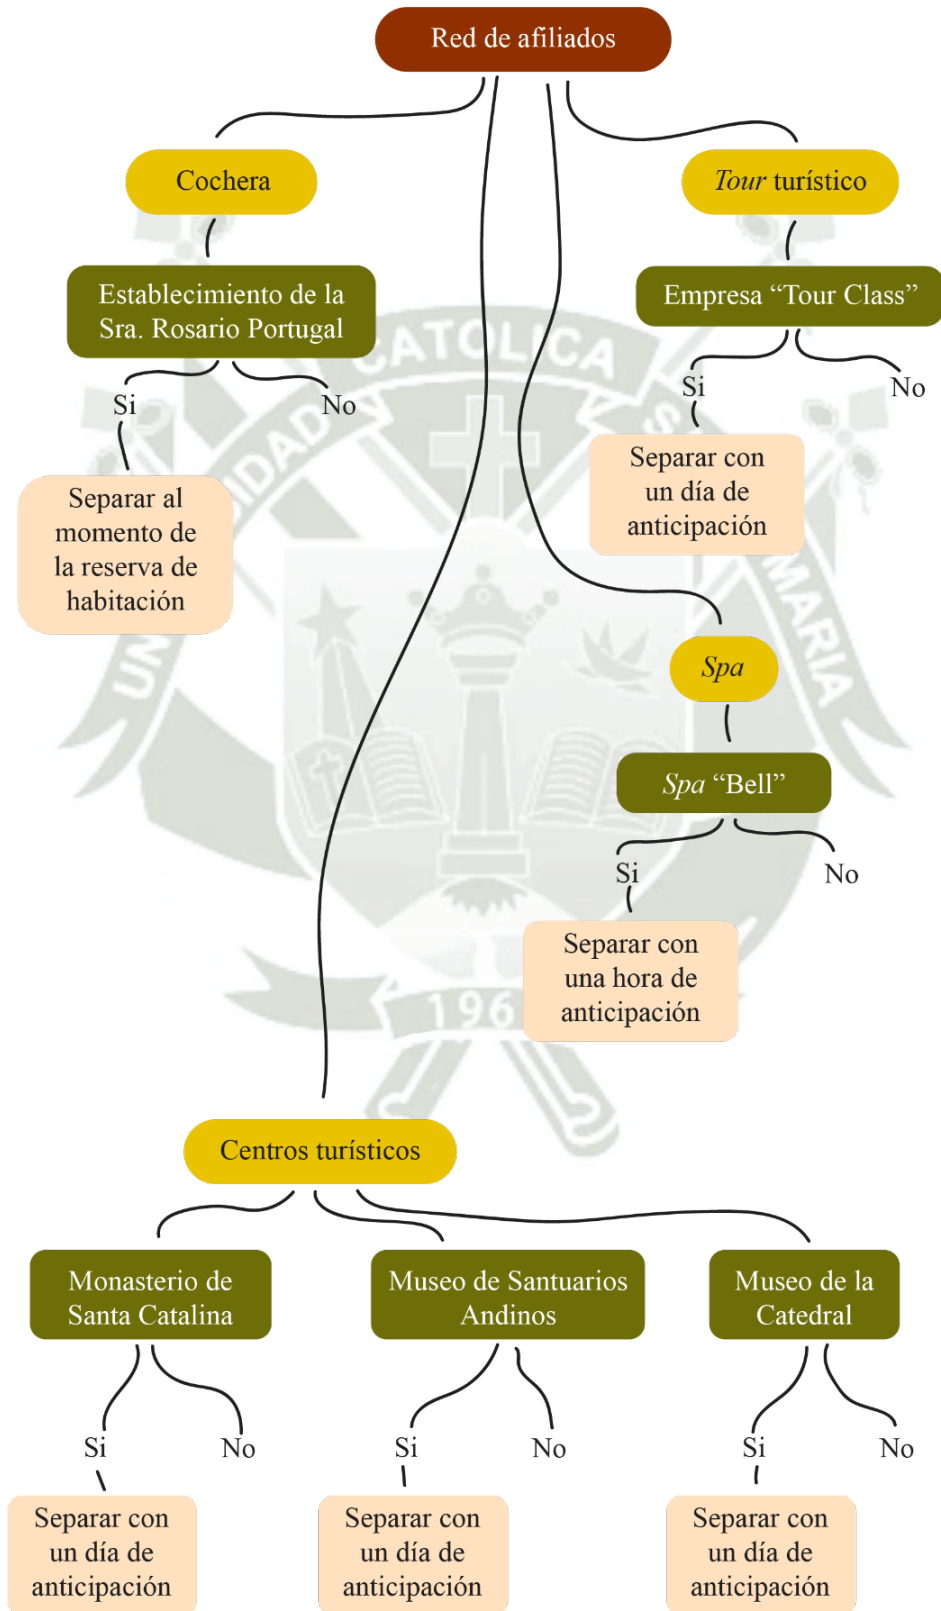 Red de afiliados
Cochera
Tour turístico
Establecimiento de la
Sra. Rosario Portugal
Empresa “Tour Class”
Si
No
Si
No
Separar al
momento de
la reserva de
habitación
Separar con
un día de
anticipación
Spa
Spa “Bell”
Si
No
Separar con
una hora de
anticipación
Centros turísticos
Monasterio de
Santa Catalina
Museo de Santuarios
Andinos
Museo de la
Catedral
Si
No
Si
No
Si
No
Separar con
un día de
anticipación
Separar con
un día de
anticipación
Separar con
un día de
anticipación
CATOLICA
MARIA